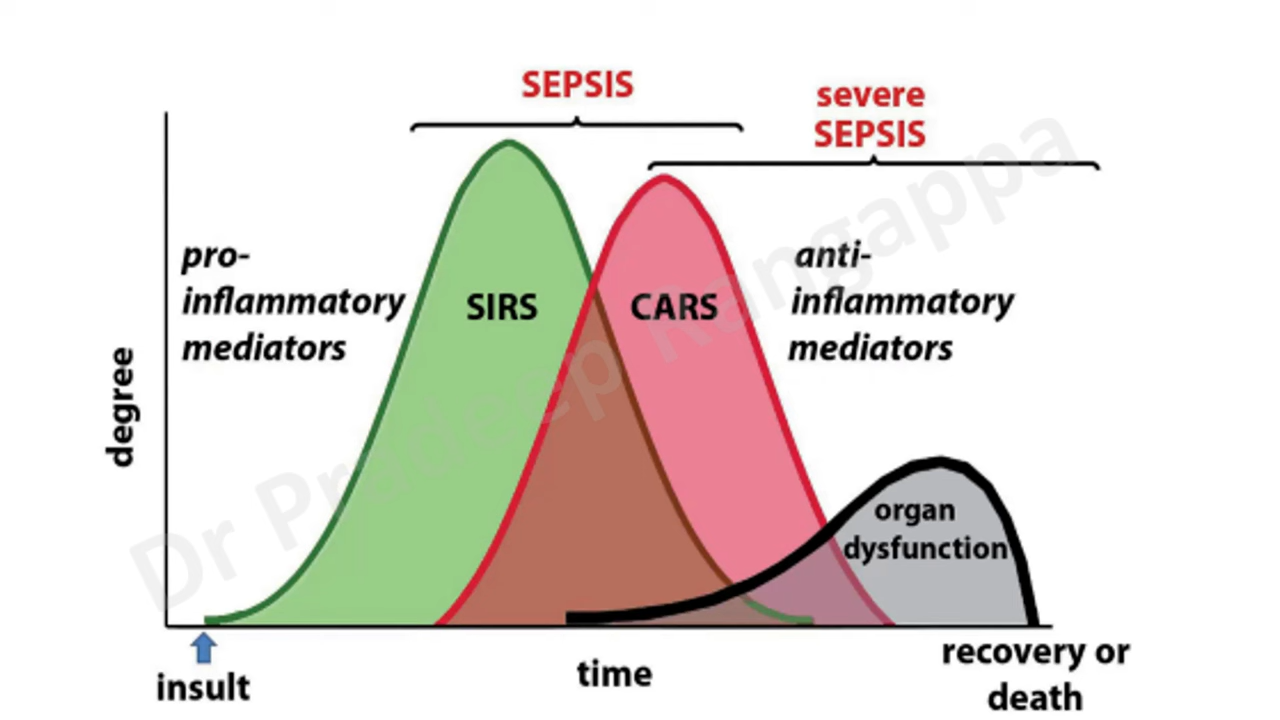 SEPSIS
severe
SEPSIS
pro-
inflammatory
mediators
SIRS
CARS
anti-
inflammatory
mediators
degree
organ
dysfunction
insult
time
recovery or
death
Dr Pradeep Rangappa